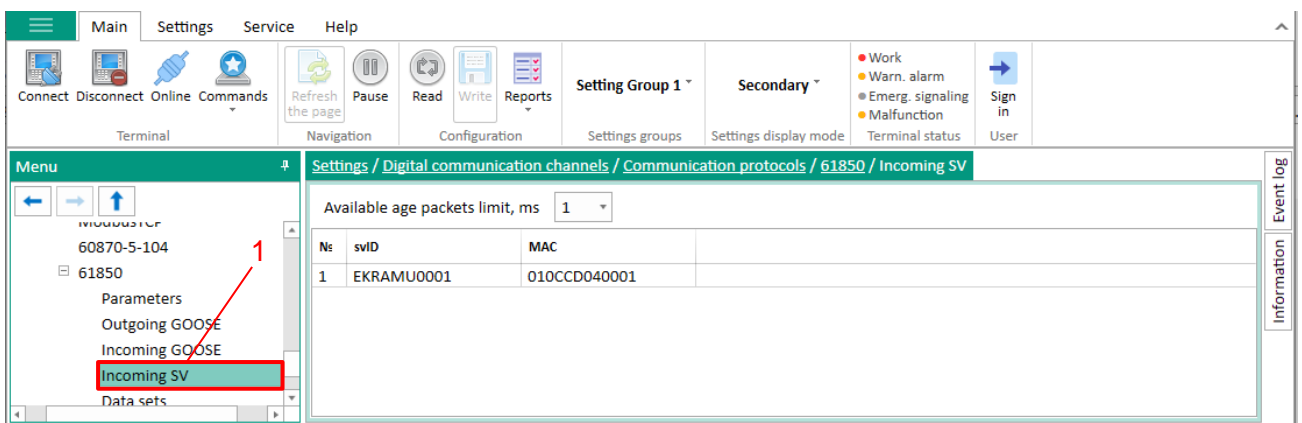 Main Settings Service Help
Connect Disconnect Online Commands Refresh the page Pause Read Write Reports Setting Group 1 Secondary
Work
Warn. alarm
Emerg. signaling
Malfunction
Sign in
Terminal Navigation Configuration Settings groups Settings display mode Terminal status User
Menu
Settings / Digital communication channels / Communication protocols / 61850 / Incoming SV
Available age packets limit, ms 1
ModbusTCP
60870-5-104
61850
Parameters
Outgoing GOOSE
Incoming GOOSE
Incoming SV
Data sets
1
№ svID MAC
1 EKRAMU0001 010CCD040001
Event log
Information